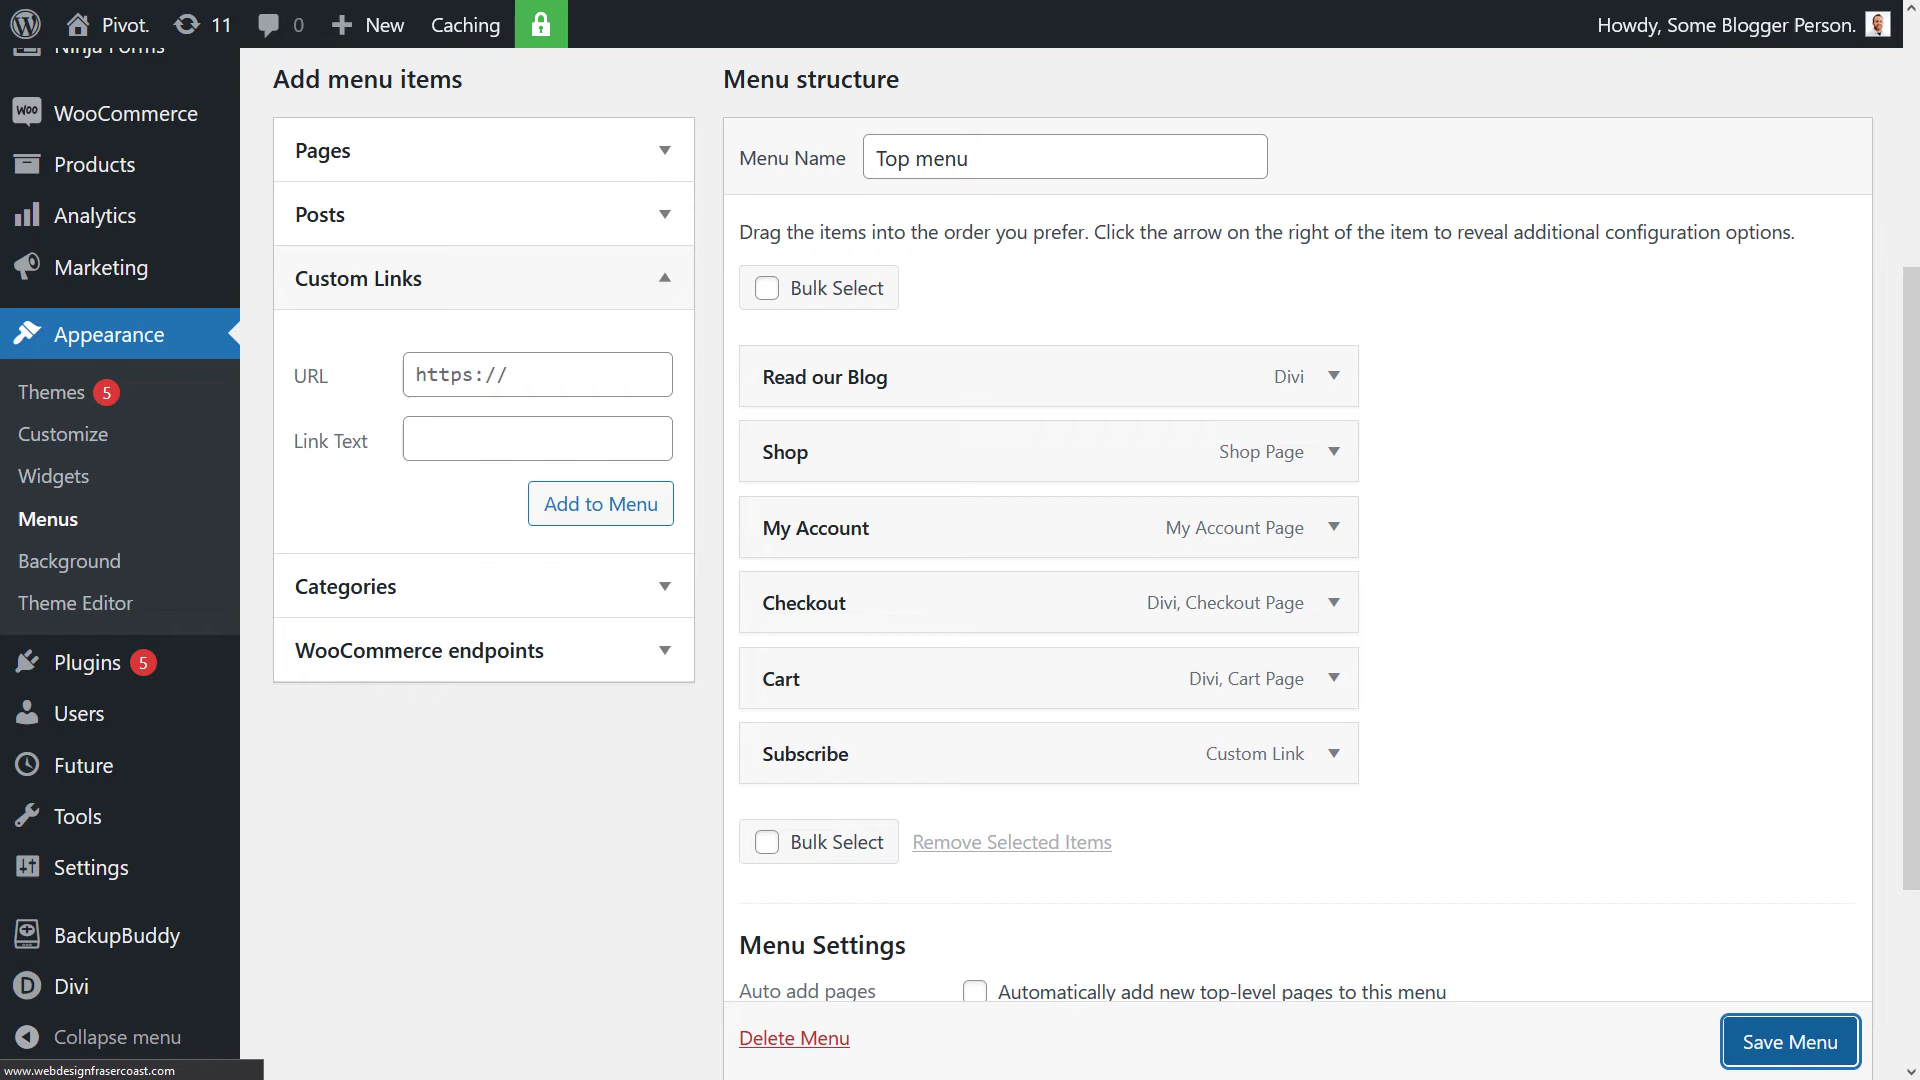 Pivot. 11 0 New Caching Howdy, Some Blogger Person.
Ninja Forms
WOO WooCommerce
Products
Analytics
Marketing
Appearance
Themes 5
Customize
Widgets
Menus
Background
Theme Editor
Plugins 5
Users
Future
Tools
Settings
BackupBuddy
D Divi
Collapse menu
www.webdesignfrasercoast.com
Add menu items
Pages
Posts
Custom Links
URL https://
Link Text
Add to Menu
Categories
WooCommerce endpoints
Menu structure
Menu Name Top menu
Drag the items into the order you prefer. Click the arrow on the right of the item to reveal additional configuration options.
Bulk Select
Read our Blog Divi
Shop Shop Page
My Account My Account Page
Checkout Divi, Checkout Page
Cart Divi, Cart Page
Subscribe Custom Link
Bulk Select Remove Selected Items
Menu Settings
Auto add pages Automatically add new top-level pages to this menu
Delete Menu Save Menu